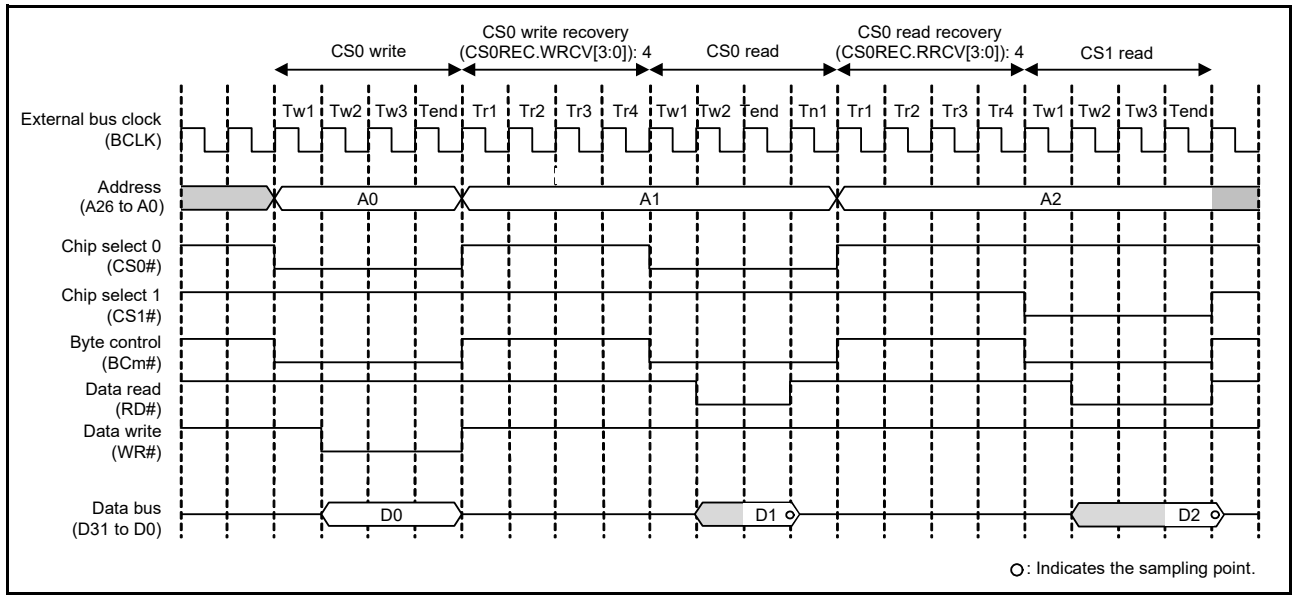 CS0 write recovery
(CS0REC.WRCV[3:0]): 4
CS0 read recovery
(CS0REC.RRCV[3:0]): 4
CS0 write
CS0 read
CS1 read
Tw1 Tw2 Tw3 Tend Tr1 Tr2 Tr3 Tr4 Tw1 Tw2 Tend Tn1 Tr1 Tr2 Tr3 Tr4 Tw1 Tw2 Tw3 Tend
External bus clock
(BCLK)
Address
(A26 to A0)
A0 A1 A2
Chip select 0
(CS0#)
Chip select 1
(CS1#)
Byte control
(BCm#)
Data read
(RD#)
Data write
(WR#)
Data bus
(D31 to D0)
D0 D1 D2
: Indicates the sampling point.